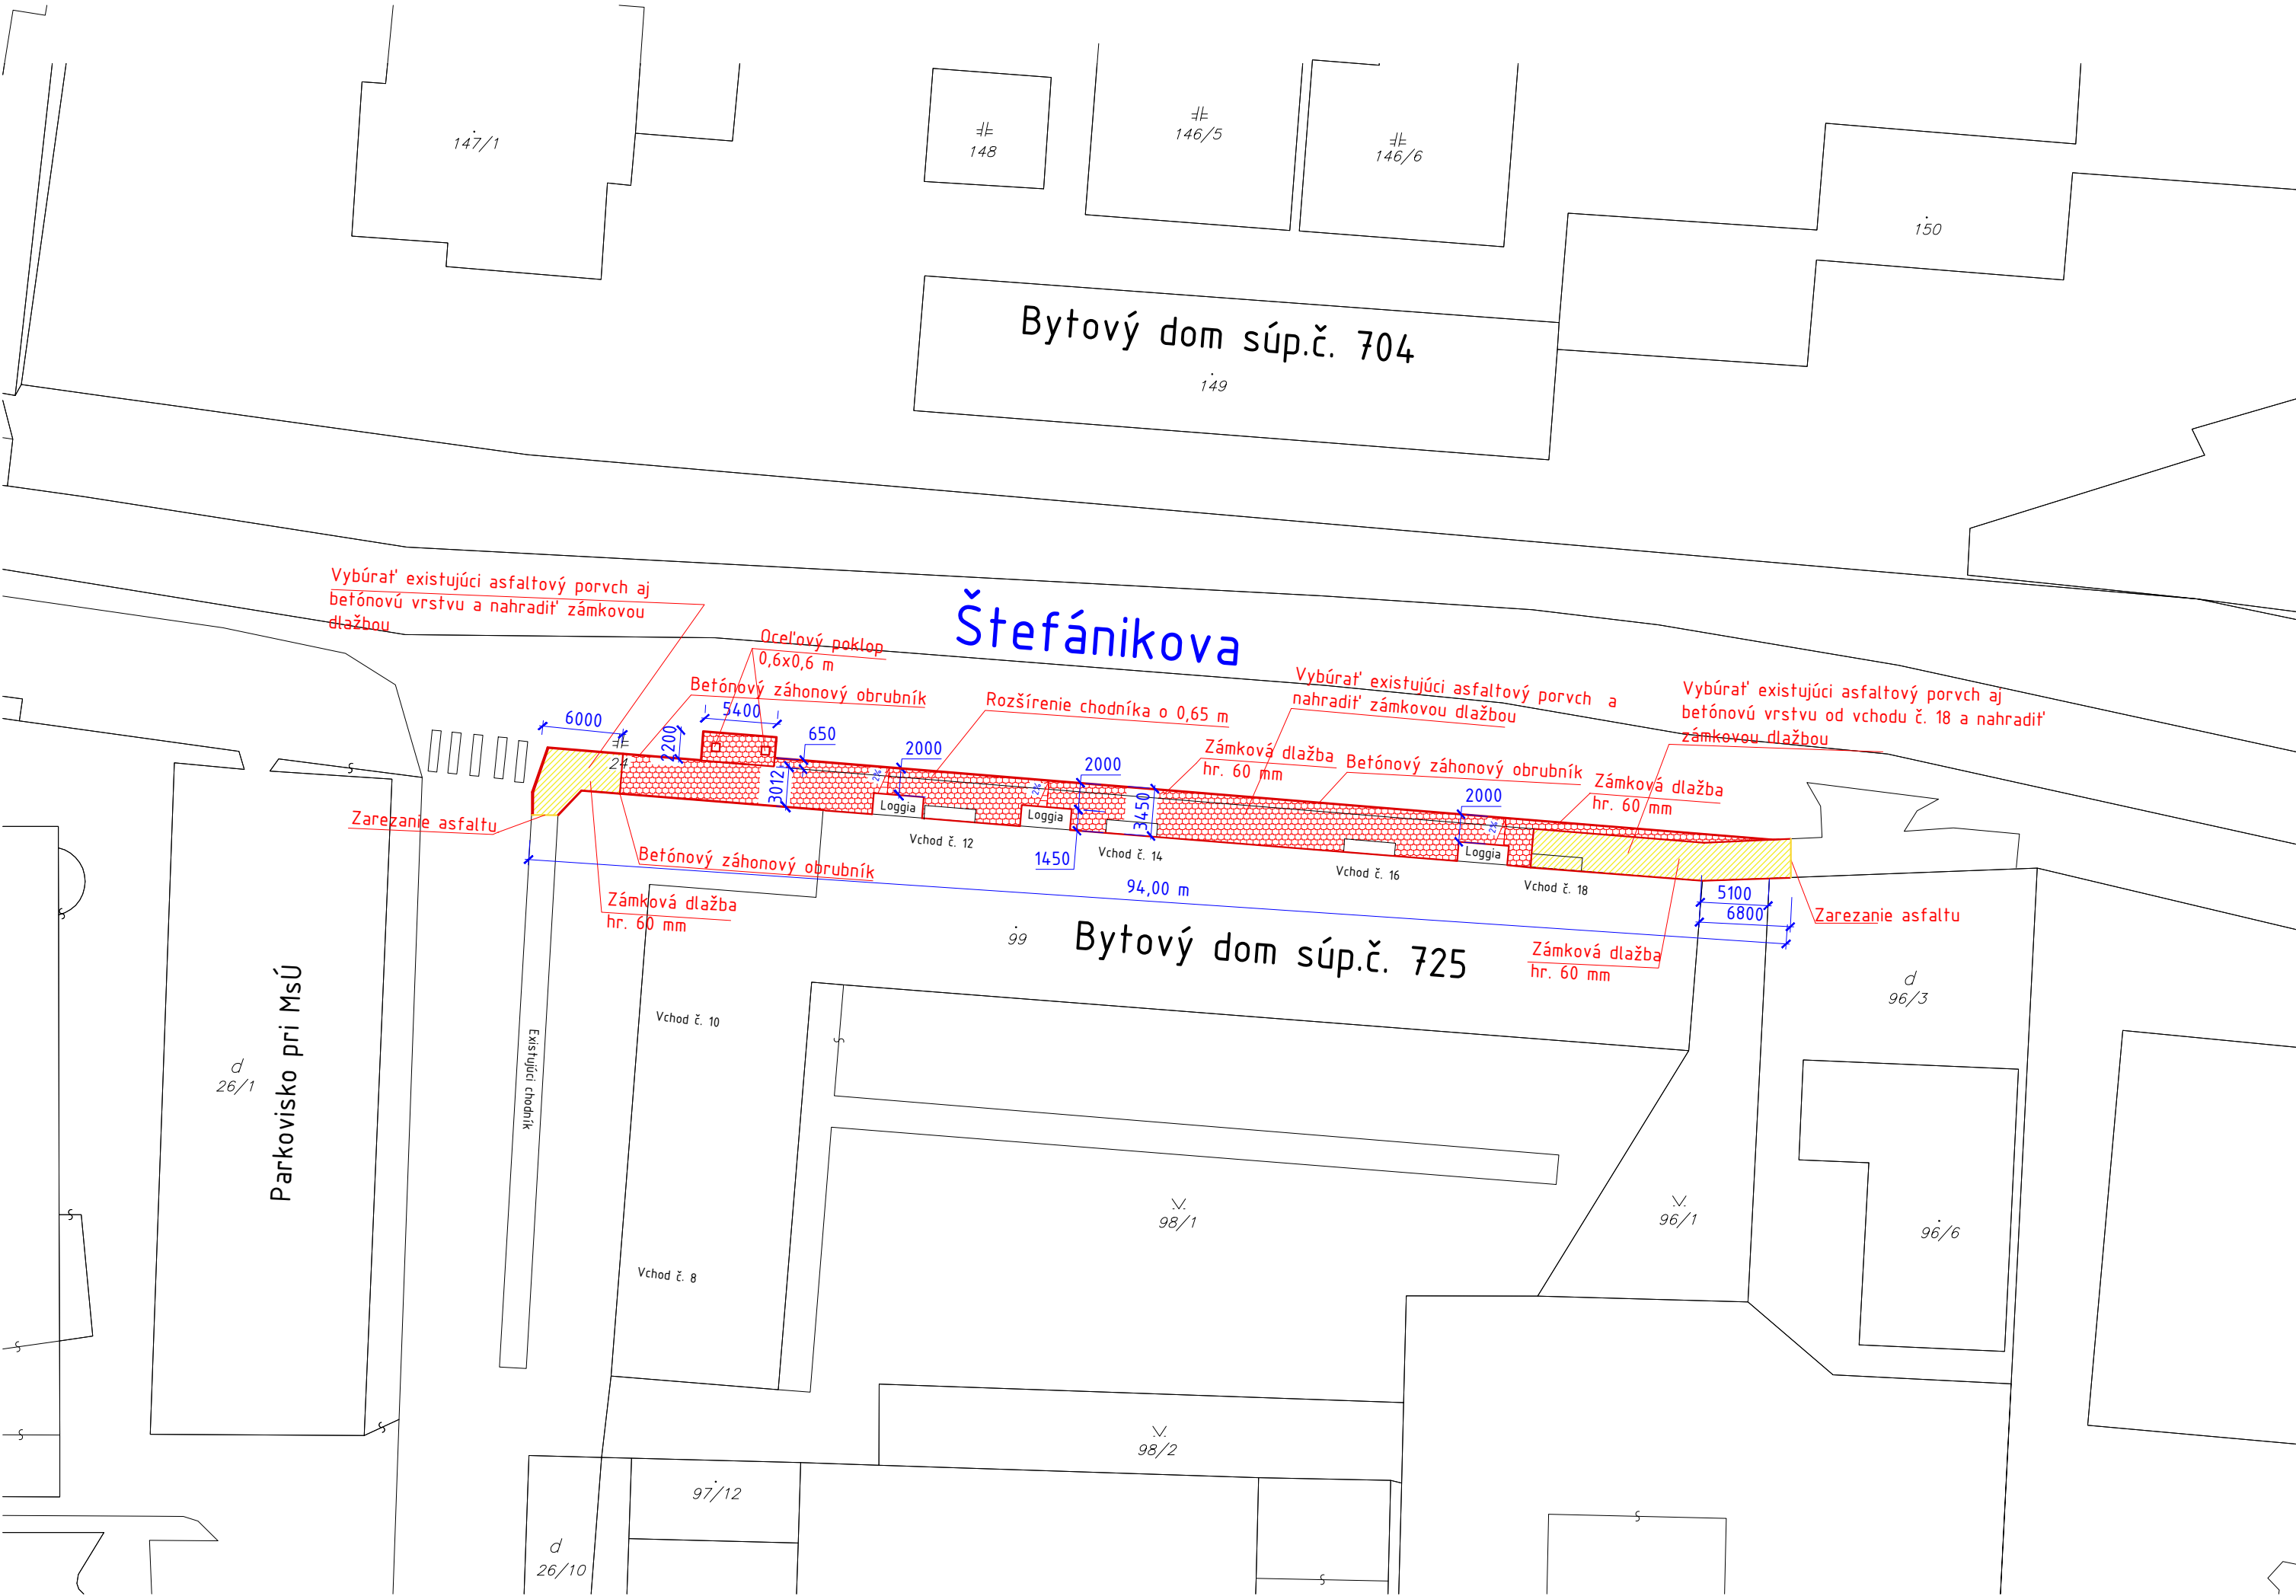 147/1
148
146/5
146/6
150
Bytový dom súp.č. 704
149
Vybúrať existujúci asfaltový porvch aj
betónovú vrstvu a nahradiť zámkovou
dlažbou
Štefánikova
Oceľový poklop
0,6x0,6 m
Betónový záhonový obrubník
Rozšírenie chodníka o 0,65 m
Vybúrať existujúci asfaltový porvch a
nahradiť zámkovou dlažbou
Vybúrať existujúci asfaltový porvch aj
betónovú vrstvu od vchodu č. 18 a nahradiť
zámkovou dlažbou
6000
5400
2200
650
2000
3012
24
2%
Zámková dlažba
hr. 60 mm
2000
2%
3450
Betónový záhonový obrubník
Zámková dlažba
hr. 60 mm
2000
2%
Loggia
Loggia
Loggia
Zarezanie asfaltu
Betónový záhonový obrubník
Vchod č. 12
1450
Vchod č. 14
Vchod č. 16
Vchod č. 18
94,00 m
5100
6800
Zarezanie asfaltu
Zámková dlažba
hr. 60 mm
99
Bytový dom súp.č. 725
Zámková dlažba
hr. 60 mm
d
96/3
Parkovisko pri MsÚ
d
26/1
Existujúci chodník
Vchod č. 10
Vchod č. 8
98/1
96/1
96/6
98/2
97/12
d
26/10